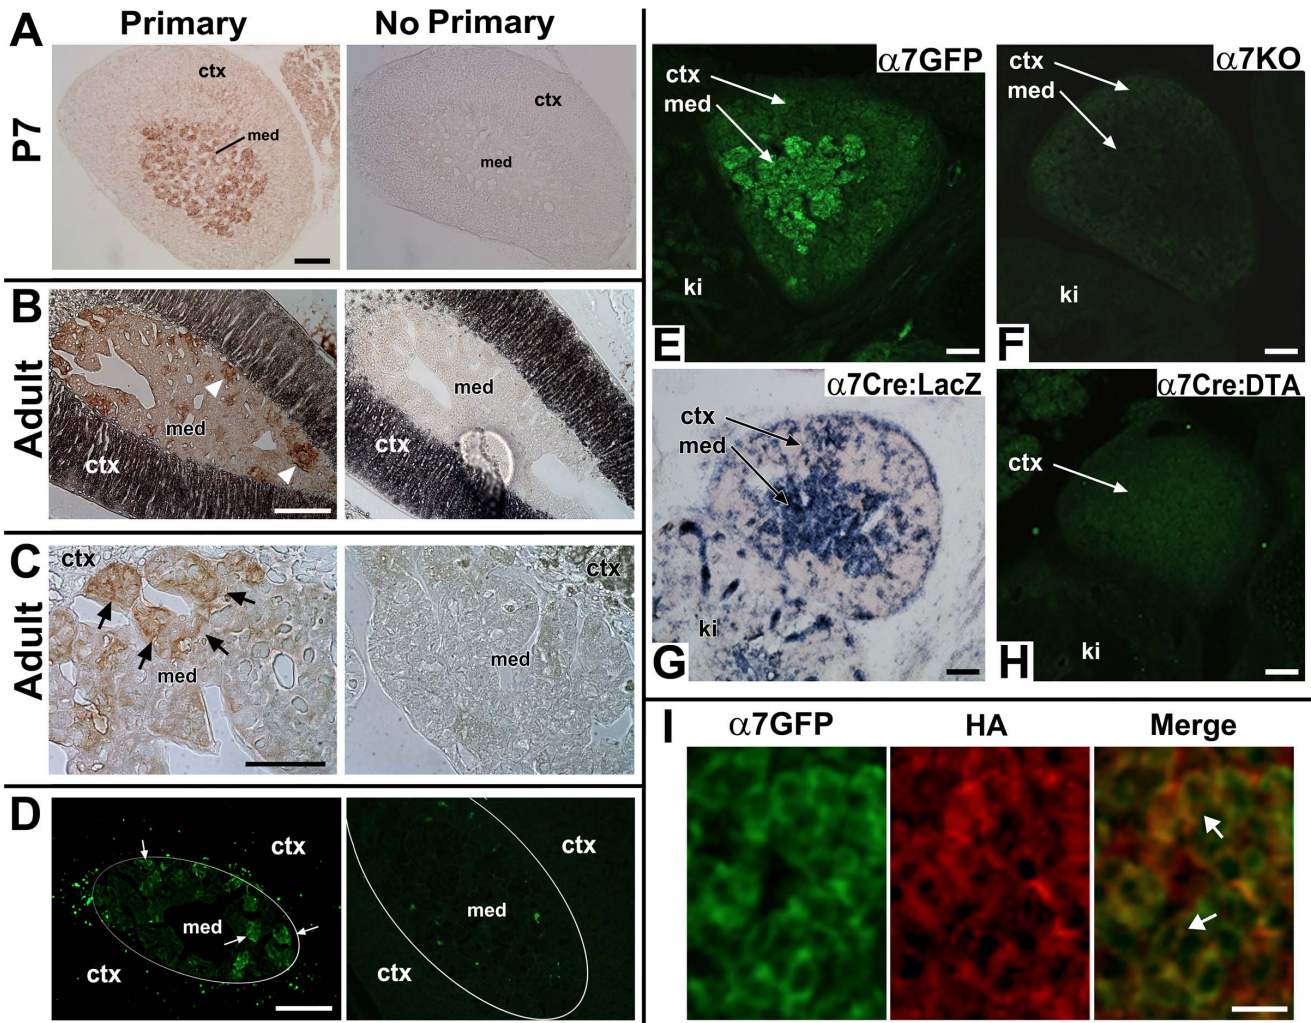 A
Primary
No Primary
P7
ctx
med
ctx
med
B
Adult
med
ctx
med
ctx
C
Adult
ctx
med
ctx
med
D
ctx
med
ctx
ctx
med
ctx
α7GFP
ctx
med
ki
E
α7KO
ctx
med
ki
F
α7Cre:LacZ
ctx
med
ki
G
α7Cre:DTA
ctx
ki
H
I
α7GFP
HA
Merge